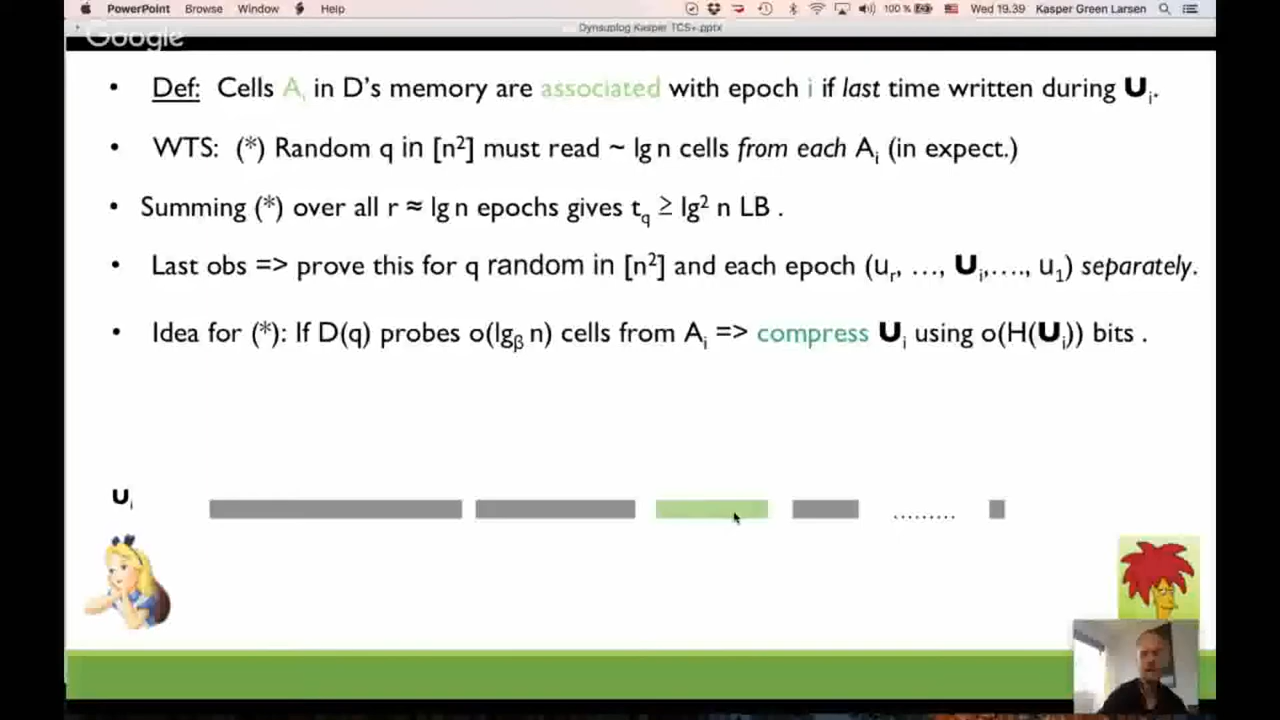 PowerPoint Browse Window Help 100 % Wed 19.39 Kasper Green Larsen
Dynsuplog Kasper TCS+.pptx
Google
• Def: Cells Aᵢ in D's memory are associated with epoch i if last time written during Uᵢ.
• WTS: (*) Random q in [n²] must read ~ lg n cells from each Aᵢ (in expect.)
• Summing (*) over all r ≈ lg n epochs gives t_q ≥ lg² n LB .
• Last obs => prove this for q random in [n²] and each epoch (uᵣ, …, Uᵢ,…., u₁) separately.
• Idea for (*): If D(q) probes o(lgᵦ n) cells from Aᵢ => compress Uᵢ using o(H(Uᵢ)) bits .
Uᵢ
.........